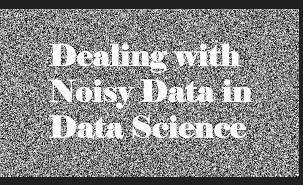 Dealing with
Noisy Data in
Data Science